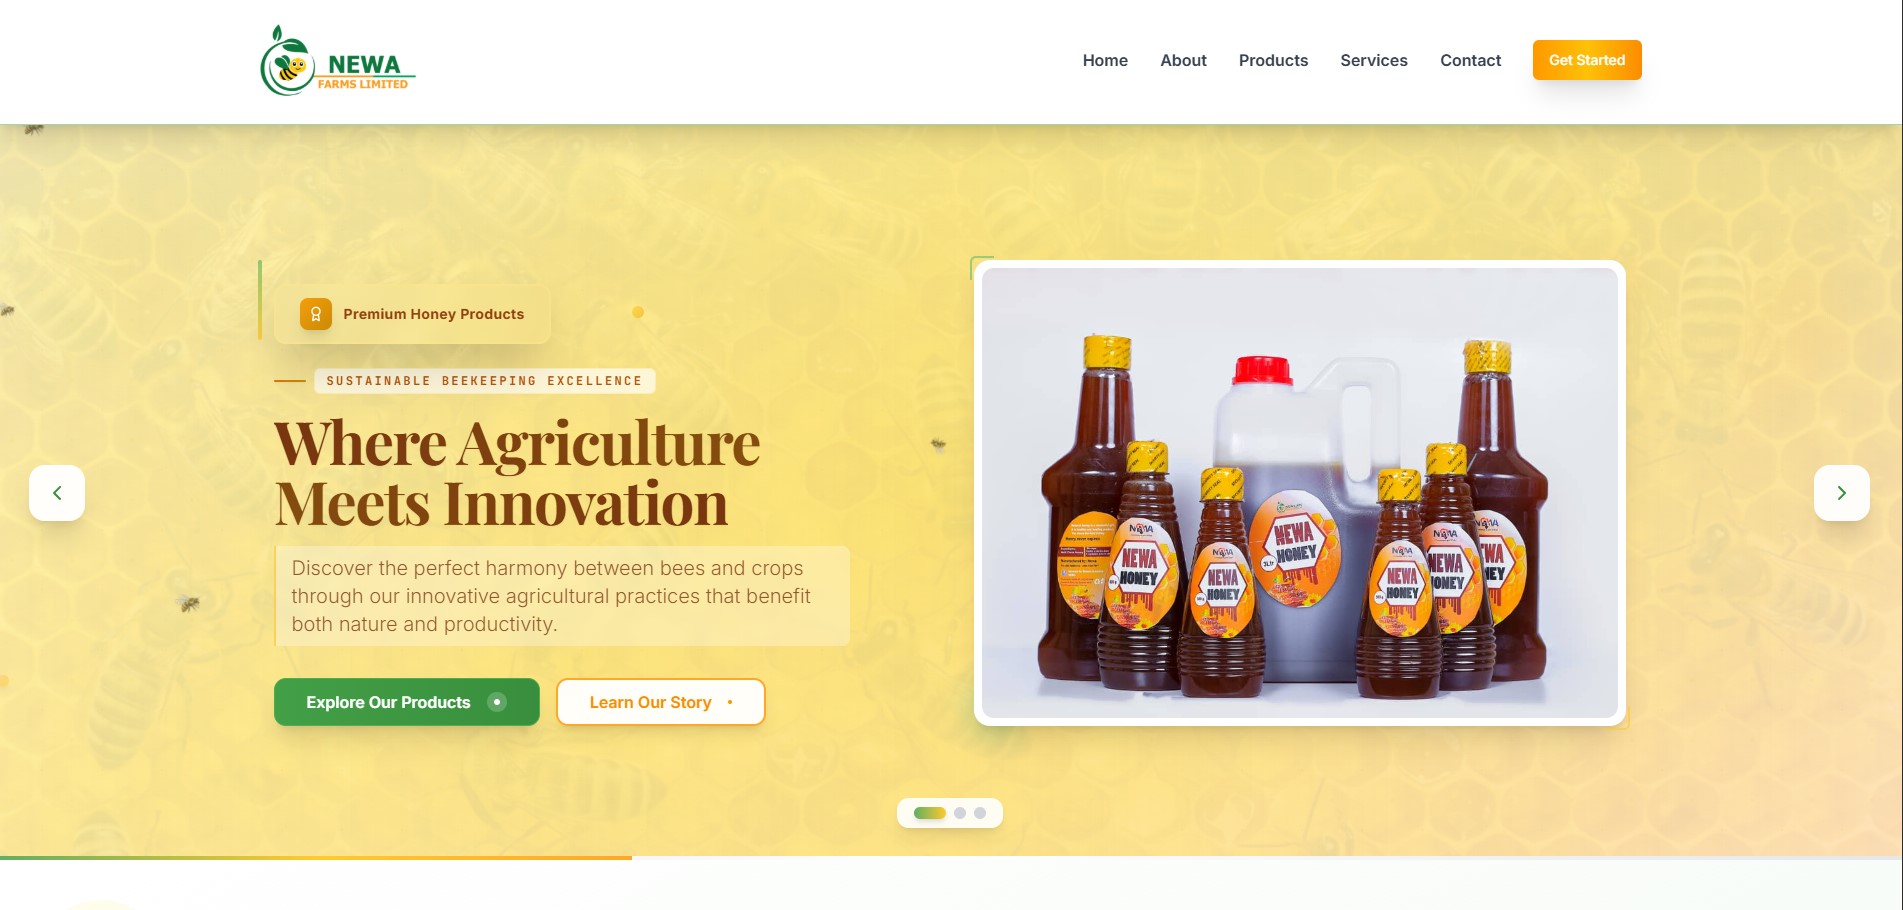 NEWA
FARMS LIMITED
Home
About
Products
Services
Contact
Get Started
Premium Honey Products
SUSTAINABLE BEEKEEPING EXCELLENCE
Where Agriculture
Meets Innovation
Discover the perfect harmony between bees and crops
through our innovative agricultural practices that benefit
both nature and productivity.
Explore Our Products
Learn Our Story
NEWA
HONEY
NEWA
HONEY
NEWA
HONEY
3Ltr
NEWA
HONEY
NEWA
HONEY